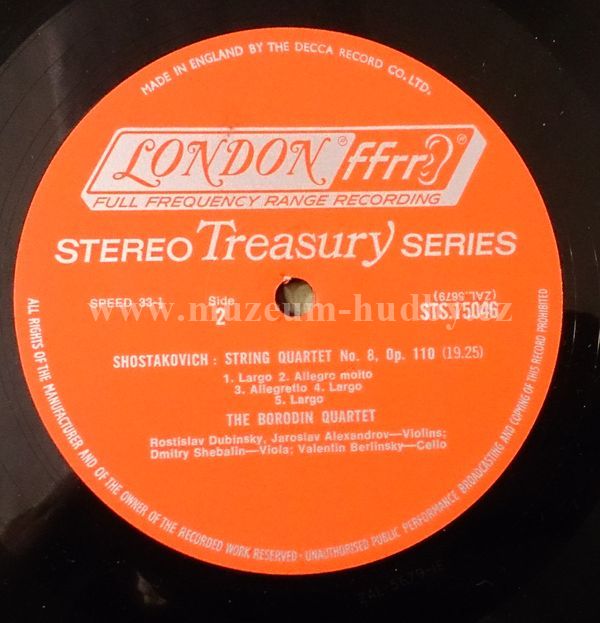 MADE IN ENGLAND BY THE DECCA RECORD CO., LTD.
LONDON ® ffrr ®
FULL FREQUENCY RANGE RECORDING
STEREO Treasury SERIES
SPEED 33⅓ Side 2 (ZAL.5679)
STS.15046
www.muzeum-hudby.cz
SHOSTAKOVICH : STRING QUARTET No. 8, Op. 110 (19.25)
1. Largo 2. Allegro molto
3. Allegretto 4. Largo
5. Largo
THE BORODIN QUARTET
Rostislav Dubinsky, Jaroslav Alexandrov—Violins;
Dmitry Shebalin—Viola; Valentin Berlinsky—Cello
ALL RIGHTS OF THE MANUFACTURER AND OF THE OWNER OF THE RECORDED WORK RESERVED · UNAUTHORISED PUBLIC PERFORMANCE BROADCASTING AND COPYING OF THIS RECORD PROHIBITED